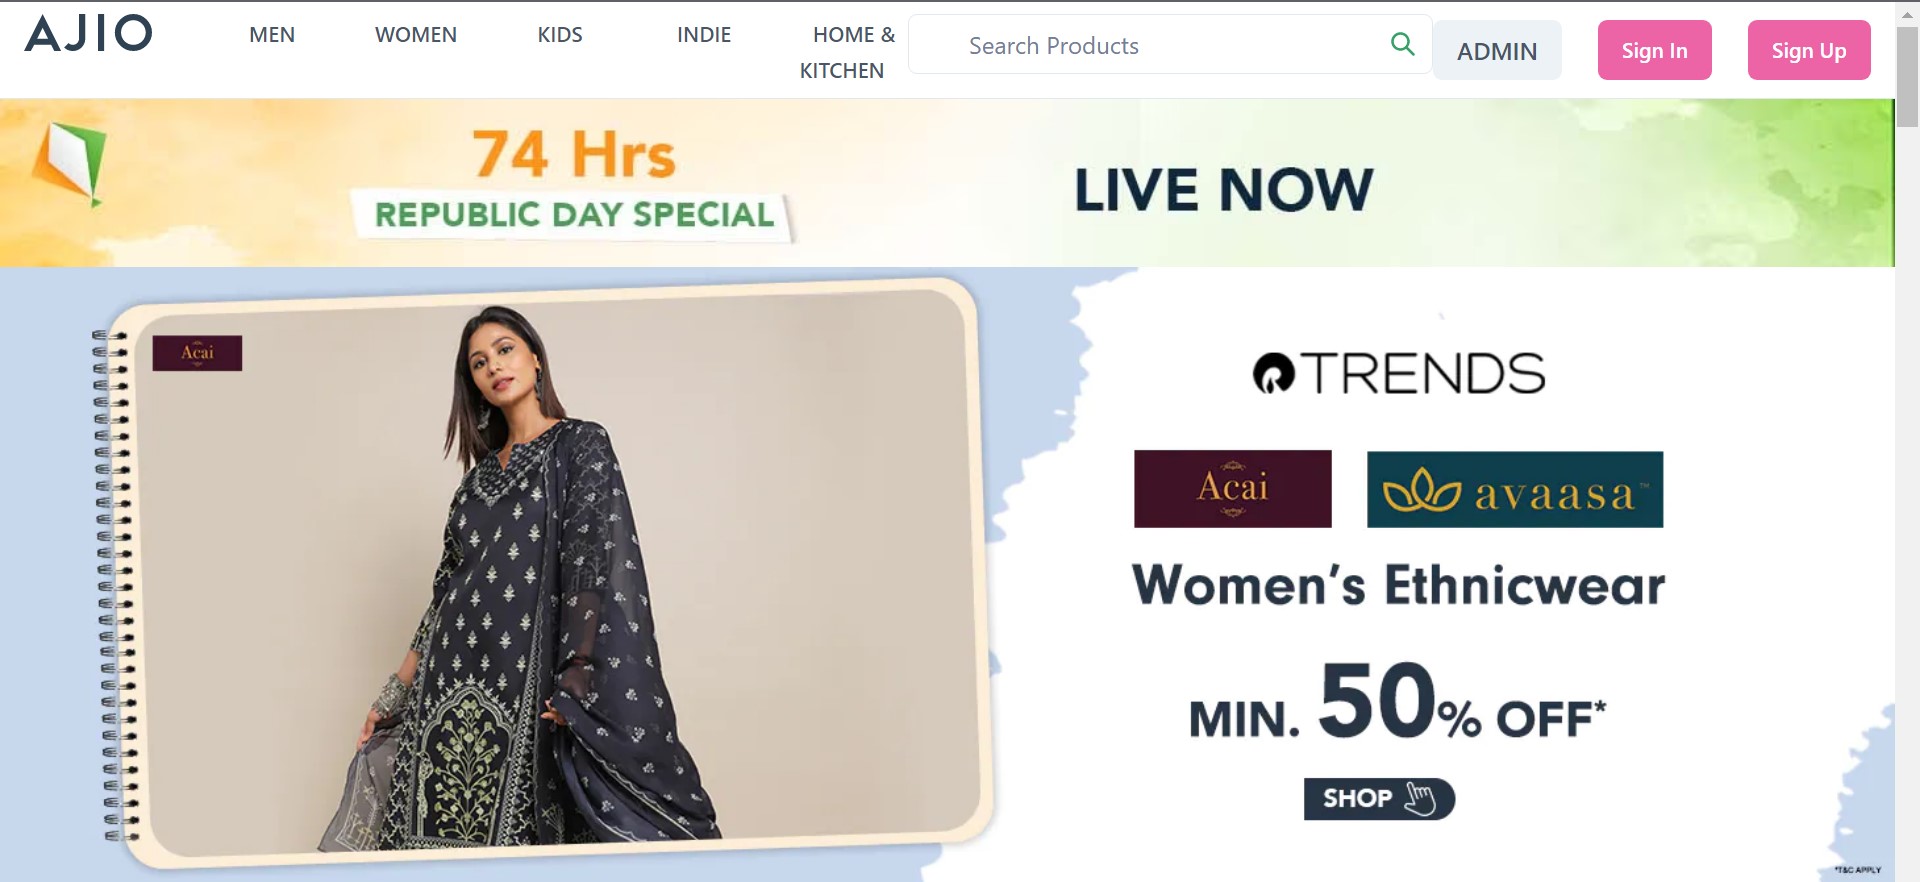 AJIO
MEN
WOMEN
KIDS
INDIE
HOME &
KITCHEN
Search Products
ADMIN
Sign In
Sign Up
74 Hrs
REPUBLIC DAY SPECIAL
LIVE NOW
Acai
TRENDS
Acai
avaasa™
Women's Ethnicwear
MIN. 50% OFF*
SHOP
*T&C APPLY